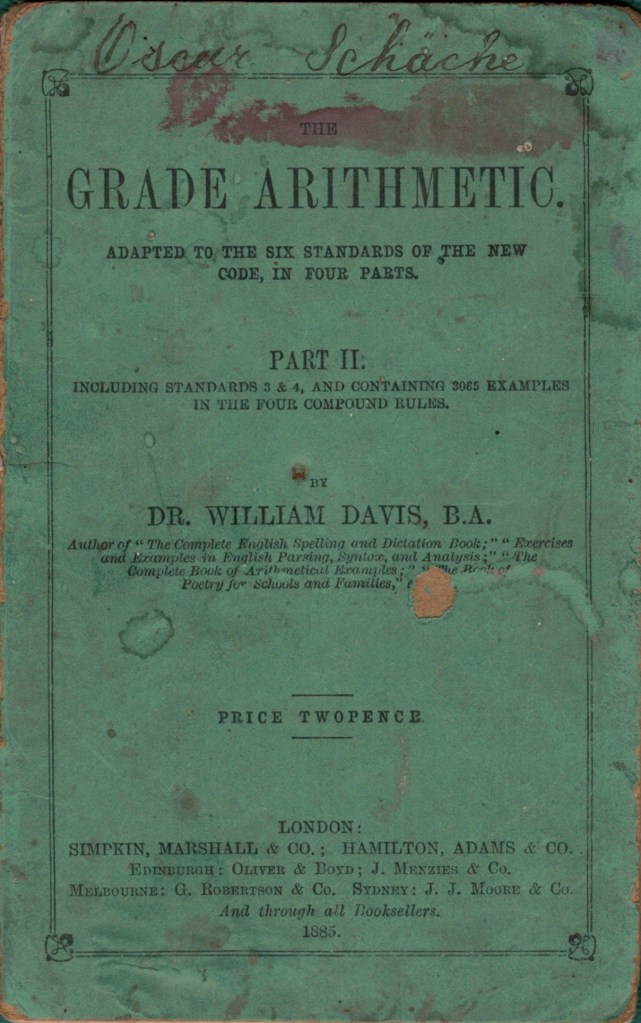 Oscar Schäche
THE
GRADE ARITHMETIC.
ADAPTED TO THE SIX STANDARDS OF THE NEW
CODE, IN FOUR PARTS.
PART II.
INCLUDING STANDARDS 3 & 4, AND CONTAINING 3065 EXAMPLES
IN THE FOUR COMPOUND RULES.
BY
DR. WILLIAM DAVIS, B.A.
Author of "The Complete English Spelling and Dictation Book;" "Exercises
and Examples in English Parsing, Syntax, and Analysis;" "The
Complete Book of Arithmetical Examples;" "The Book of
Poetry for Schools and Families,"
PRICE TWOPENCE.
LONDON:
SIMPKIN, MARSHALL & CO.; HAMILTON, ADAMS & CO.
EDINBURGH: OLIVER & BOYD; J. MENZIES & CO.
MELBOURNE: G. ROBERTSON & CO. SYDNEY: J. J. MOORE & CO.
And through all Booksellers.
1885.